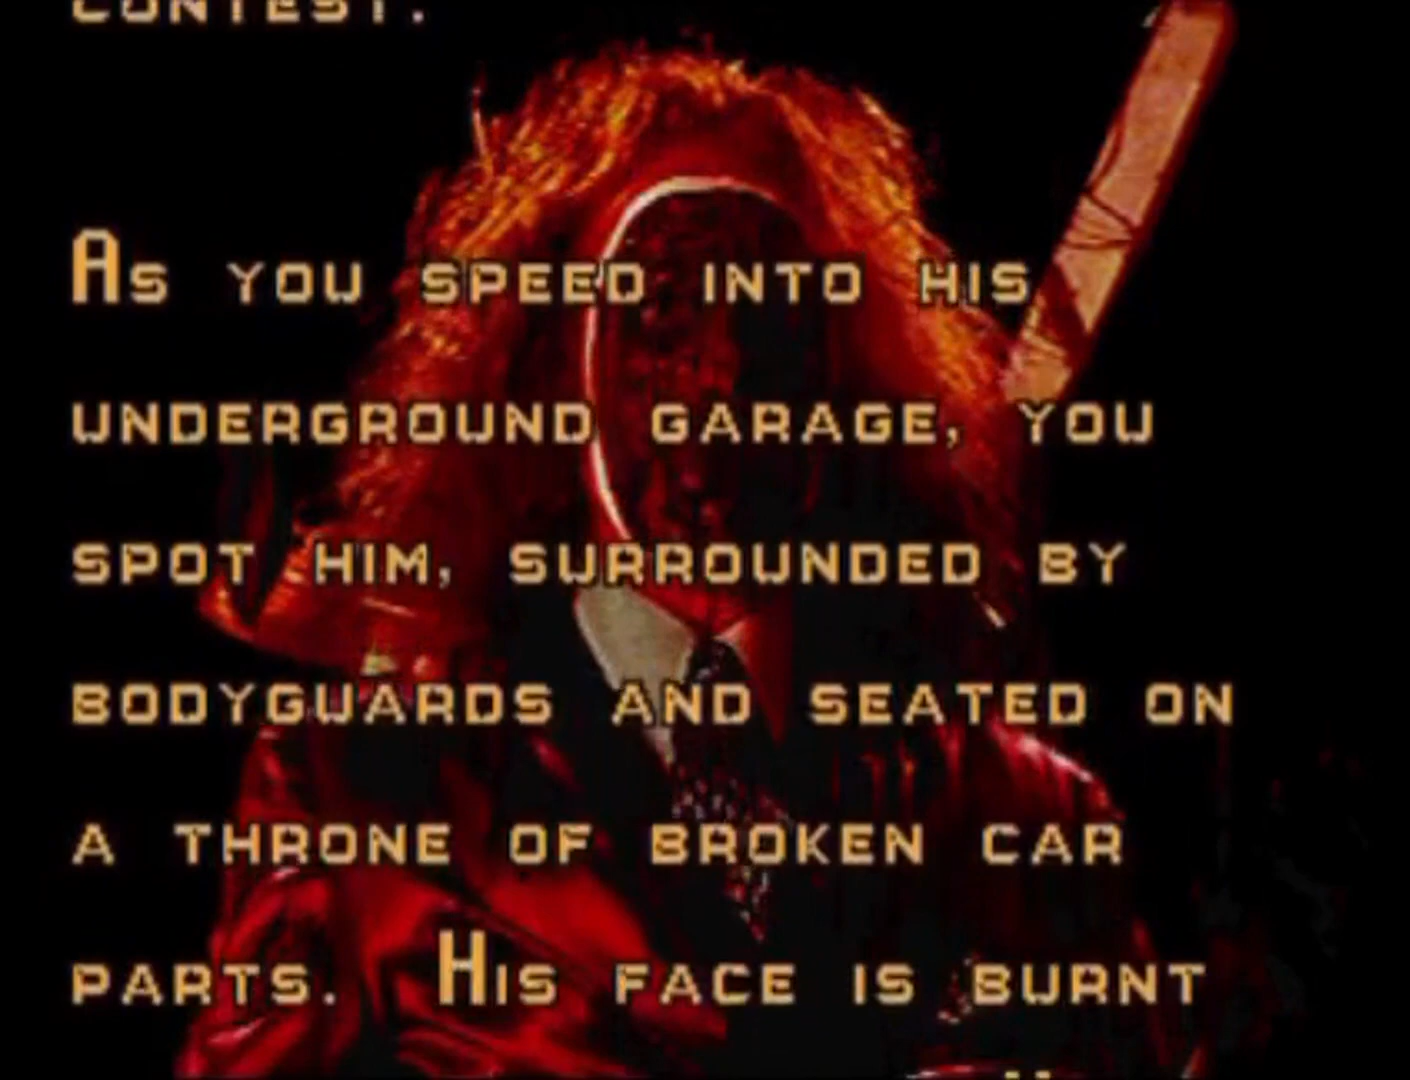 CONTEST.
AS YOU SPEED INTO HIS
UNDERGROUND GARAGE, YOU
SPOT HIM, SURROUNDED BY
BODYGUARDS AND SEATED ON
A THRONE OF BROKEN CAR
PARTS. HIS FACE IS BURNT